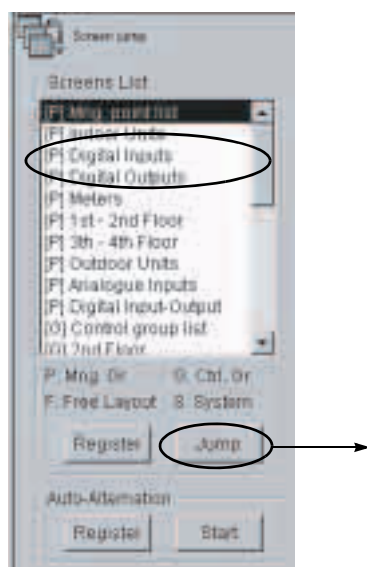 Screen jump
Screens List
[P] Mng. point list
[P] Indoor Units
[P] Digital Inputs
[P] Digital Outputs
[P] Meters
[P] 1st - 2nd Floor
[P] 3th - 4th Floor
[P] Outdoor Units
[P] Analogue Inputs
[P] Digital Input-Output
[G] Control group list
[G] 2nd Floor
P: Mng. Gr. G: Ctrl. Gr
F: Free Layout S: System
Register Jump
Auto-Alternation
Register Start